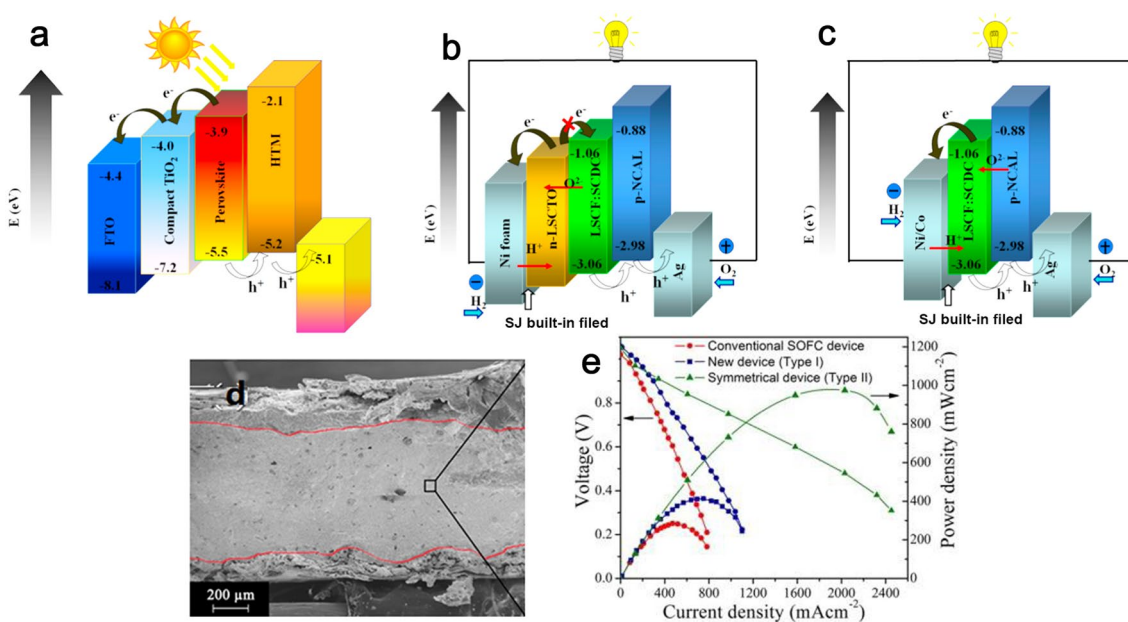 a
E (eV)
e-
e-
-4.4
FTO
-8.1
-4.0
Compact TiO2
-7.2
-3.9
Perovskite
-5.5
-2.1
HTM
-5.2
-5.1
h+
h+
b
E (eV)
e-
e-
Ni foam
n-LSCTO
-1.06
O2-
LSCF:SCDC
H+
-3.06
-0.88
p-NCAL
-2.98
Ag
h+
h+
−
H2
+
O2
SJ built-in filed
c
E (eV)
e-
Ni/Co
-1.06
O2-
LSCF:SCDC
H+
-3.06
-0.88
p-NCAL
-2.98
Ag
h+
h+
−
H2
+
O2
SJ built-in filed
d
200 µm
e
Conventional SOFC device
New device (Type I)
Symmetrical device (Type II)
Voltage (V)
0.8
0.6
0.4
0.2
0.0
0 400 800 1200 1600 2000 2400
Current density (mAcm-2)
1200
1000
800
700
600
500
400
300
200
100
0
Power density (mWcm-2)